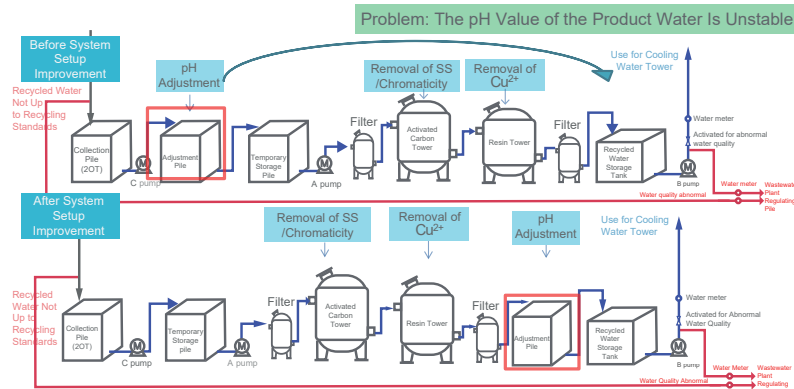 Problem: The pH Value of the Product Water Is Unstable
Before System
Setup
Improvement
Recycled Water
Not Up
to Recycling
Standards
pH
Adjustment
Removal of SS
/Chromaticity
Removal of
Cu2+
Use for Cooling
Water Tower
Collection
Pile
(2OT)
C pump
M
Adjustment
Pile
Temporary
Storage
Pile
A pump
M
Filter
Activated
Carbon
Tower
Resin Tower
Filter
Recycled
Water
Storage
Tank
M
B pump
Water meter
Activated for abnormal
water quality
Water quality abnormal
Water meter
Wastewater
Plant
Regulating
Pile
After System
Setup
Improvement
Recycled
Water Not
Up to
Recycling
Standards
Removal of SS
/Chromaticity
Removal of
Cu2+
pH
Adjustment
Use for Cooling
Water Tower
Collection
Pile
(2OT)
C pump
M
Temporary
Storage
pile
A pump
M
Filter
Activated
Carbon
Tower
Resin Tower
Filter
Adjustment
Pile
Recycled
Water
Storage
Tank
M
B pump
Water meter
Activated for Abnormal
Water Quality
Water Quality Abnormal
Water Meter
Wastewater
Plant
Regulating